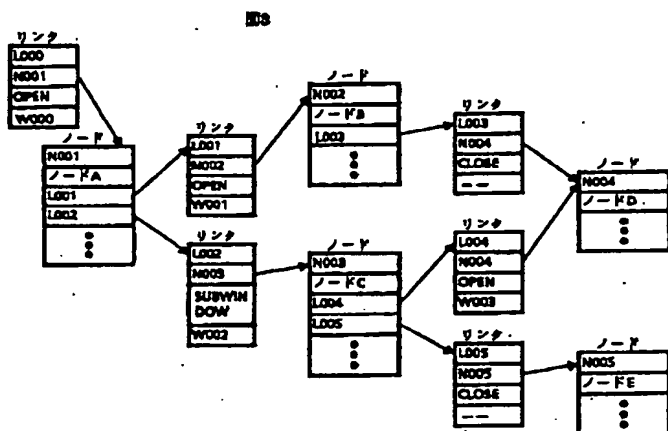 リンク
L000
N001
OPEN
W000
ノード
N001
ノードA
L001
L002
リンク
L001
N002
OPEN
W001
リンク
L002
N003
SUBWIN
DOW
W002
ノード
N002
ノードB
L003
ノード
N003
ノードC
L004
L005
リンク
L003
N004
CLOSE
——
リンク
L004
N004
OPEN
W003
リンク
L005
N005
CLOSE
——
ノード
N004
ノードD
ノード
N005
ノードE